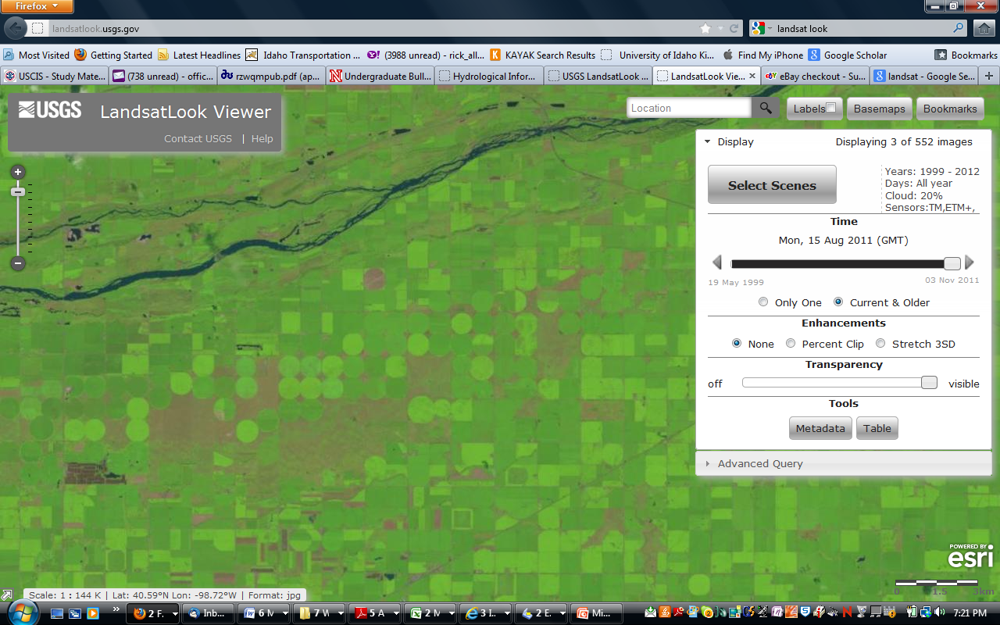 Firefox
landsatlook.usgs.gov
landsat look
Most Visited
Getting Started
Latest Headlines
Idaho Transportation ...
(3988 unread) - rick_all...
KAYAK Search Results
University of Idaho Ki...
Find My iPhone
Google Scholar
Bookmarks
USCIS - Study Mate...
(738 unread) - offic...
rzwqmpub.pdf (ap...
Undergraduate Bull...
Hydrological Infor...
USGS LandsatLook ...
LandsatLook Vie...
eBay checkout - Su...
landsat - Google Se...
USGS
LandsatLook Viewer
Contact USGS | Help
Location
Labels
Basemaps
Bookmarks
Display
Displaying 3 of 552 images
Select Scenes
Years: 1999 - 2012
Days: All year
Cloud: 20%
Sensors:TM,ETM+,
Time
Mon, 15 Aug 2011 (GMT)
19 May 1999
03 Nov 2011
Only One
Current & Older
Enhancements
None
Percent Clip
Stretch 3SD
Transparency
off
visible
Tools
Metadata
Table
Advanced Query
POWERED BY
esri
0 1.5 3km
Scale: 1 : 144 K | Lat: 40.59°N Lon: -98.72°W | Format: jpg
2 F.
Inb...
6 M
7 W
5 A
2 M
3 I.
2 E.
Mi...
7:21 PM